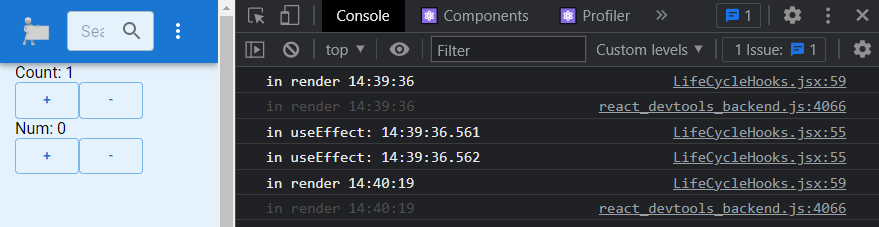 Sea
Count: 1
+ -
Num: 0
+ -
Console Components Profiler »
1
top ▾ Filter Custom levels ▾ 1 Issue: 1
in render 14:39:36 LifeCycleHooks.jsx:59
in render 14:39:36 react_devtools_backend.js:4066
in useEffect: 14:39:36.561 LifeCycleHooks.jsx:55
in useEffect: 14:39:36.562 LifeCycleHooks.jsx:55
in render 14:40:19 LifeCycleHooks.jsx:59
in render 14:40:19 react_devtools_backend.js:4066